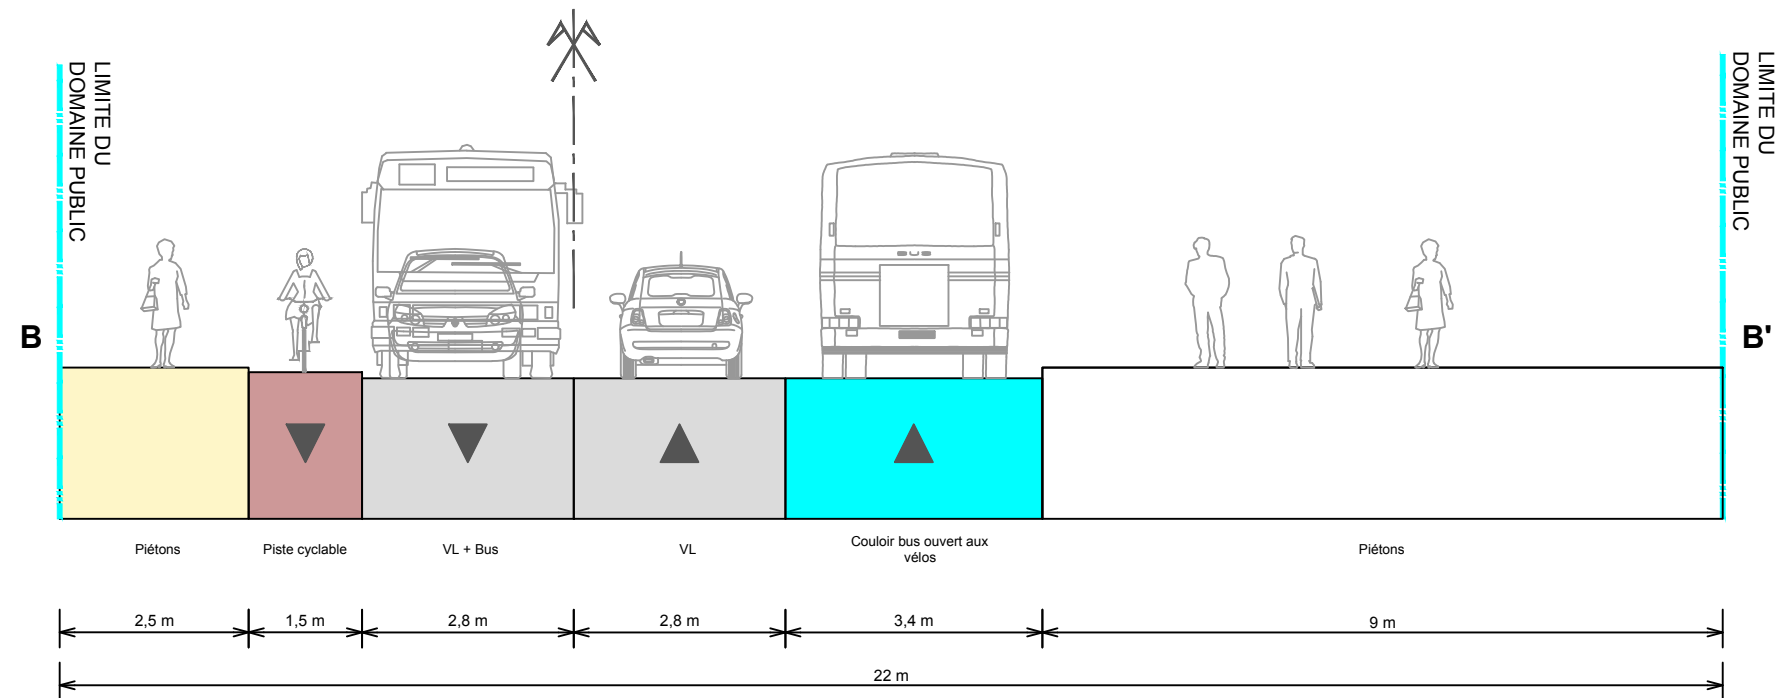 LIMITE DU
DOMAINE PUBLIC
LIMITE DU
DOMAINE PUBLIC
B
B'
Piétons
Piste cyclable
VL + Bus
VL
Couloir bus ouvert aux
vélos
Piétons
2,5 m
1,5 m
2,8 m
2,8 m
3,4 m
9 m
22 m